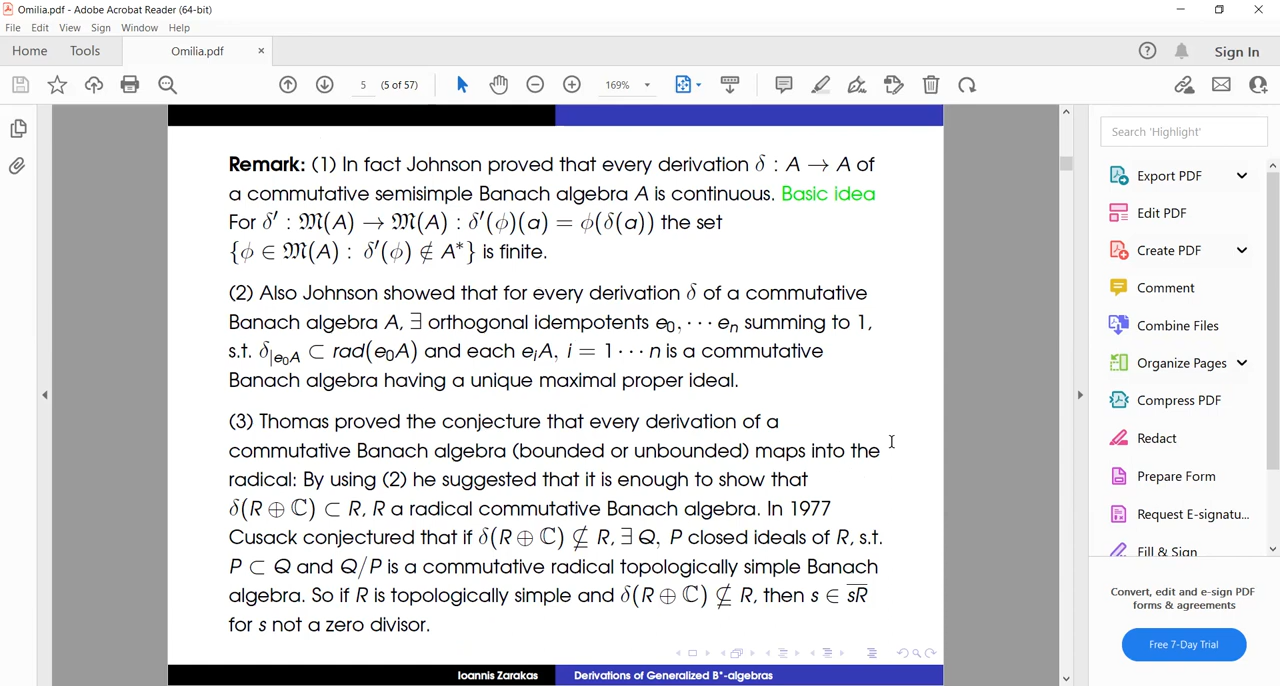 Omilia.pdf - Adobe Acrobat Reader (64-bit)
File Edit View Sign Window Help
Home Tools Omilia.pdf × Sign In
5 (5 of 57) 169%
Remark: (1) In fact Johnson proved that every derivation δ : A → A of
a commutative semisimple Banach algebra A is continuous. Basic idea
For δ′ : 𝔐(A) → 𝔐(A) : δ′(ϕ)(a) = ϕ(δ(a)) the set
{ϕ ∈ 𝔐(A) : δ′(ϕ) ∉ A*} is finite.
(2) Also Johnson showed that for every derivation δ of a commutative
Banach algebra A, ∃ orthogonal idempotents e₀, ⋯ eₙ summing to 1,
s.t. δ|e₀A ⊂ rad(e₀A) and each eᵢA, i = 1 ⋯ n is a commutative
Banach algebra having a unique maximal proper ideal.
(3) Thomas proved the conjecture that every derivation of a
commutative Banach algebra (bounded or unbounded) maps into the
radical: By using (2) he suggested that it is enough to show that
δ(R ⊕ ℂ) ⊂ R, R a radical commutative Banach algebra. In 1977
Cusack conjectured that if δ(R ⊕ ℂ) ⊈ R, ∃ Q, P closed ideals of R, s.t.
P ⊂ Q and Q/P is a commutative radical topologically simple Banach
algebra. So if R is topologically simple and δ(R ⊕ ℂ) ⊈ R, then s ∈ s̅R̅
for s not a zero divisor.
Ioannis Zarakas Derivations of Generalized B*-algebras
Search 'Highlight'
Export PDF
Edit PDF
Create PDF
Comment
Combine Files
Organize Pages
Compress PDF
Redact
Prepare Form
Request E-signatu...
Fill & Sign
Convert, edit and e-sign PDF
forms & agreements
Free 7-Day Trial